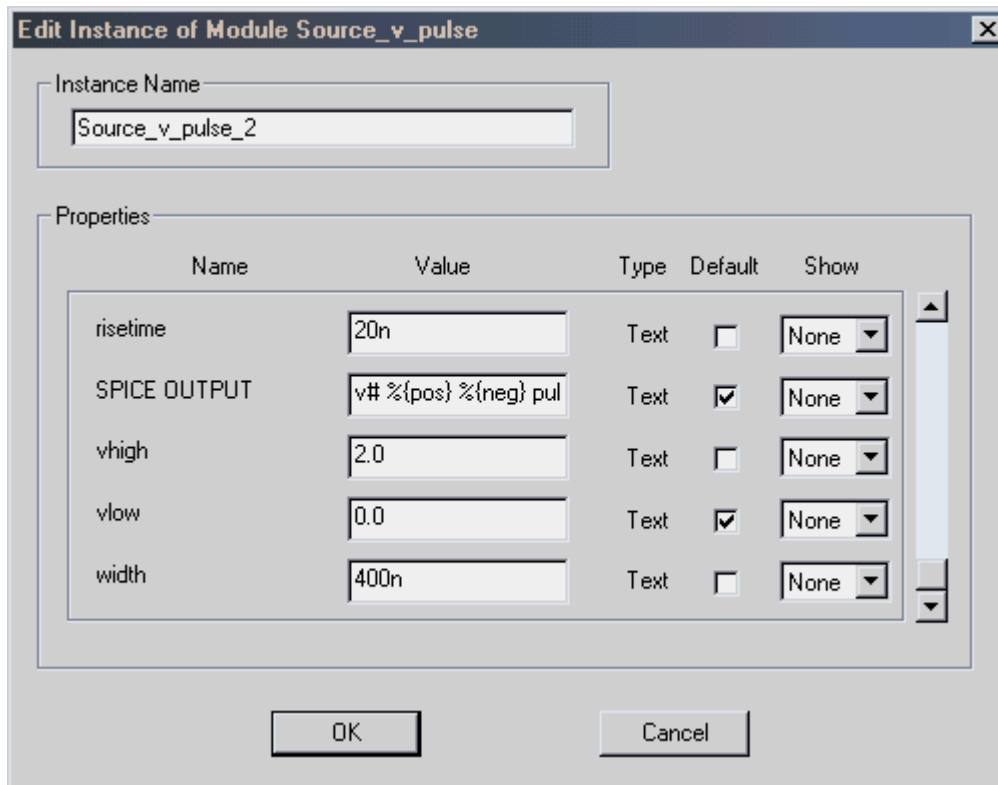 Edit Instance of Module Source_v_pulse
Instance Name
Source_v_pulse_2
Properties
Name Value Type Default Show
risetime 20n Text None
SPICE OUTPUT v# %{pos} %{neg} pul Text None
vhigh 2.0 Text None
vlow 0.0 Text None
width 400n Text None
OK Cancel